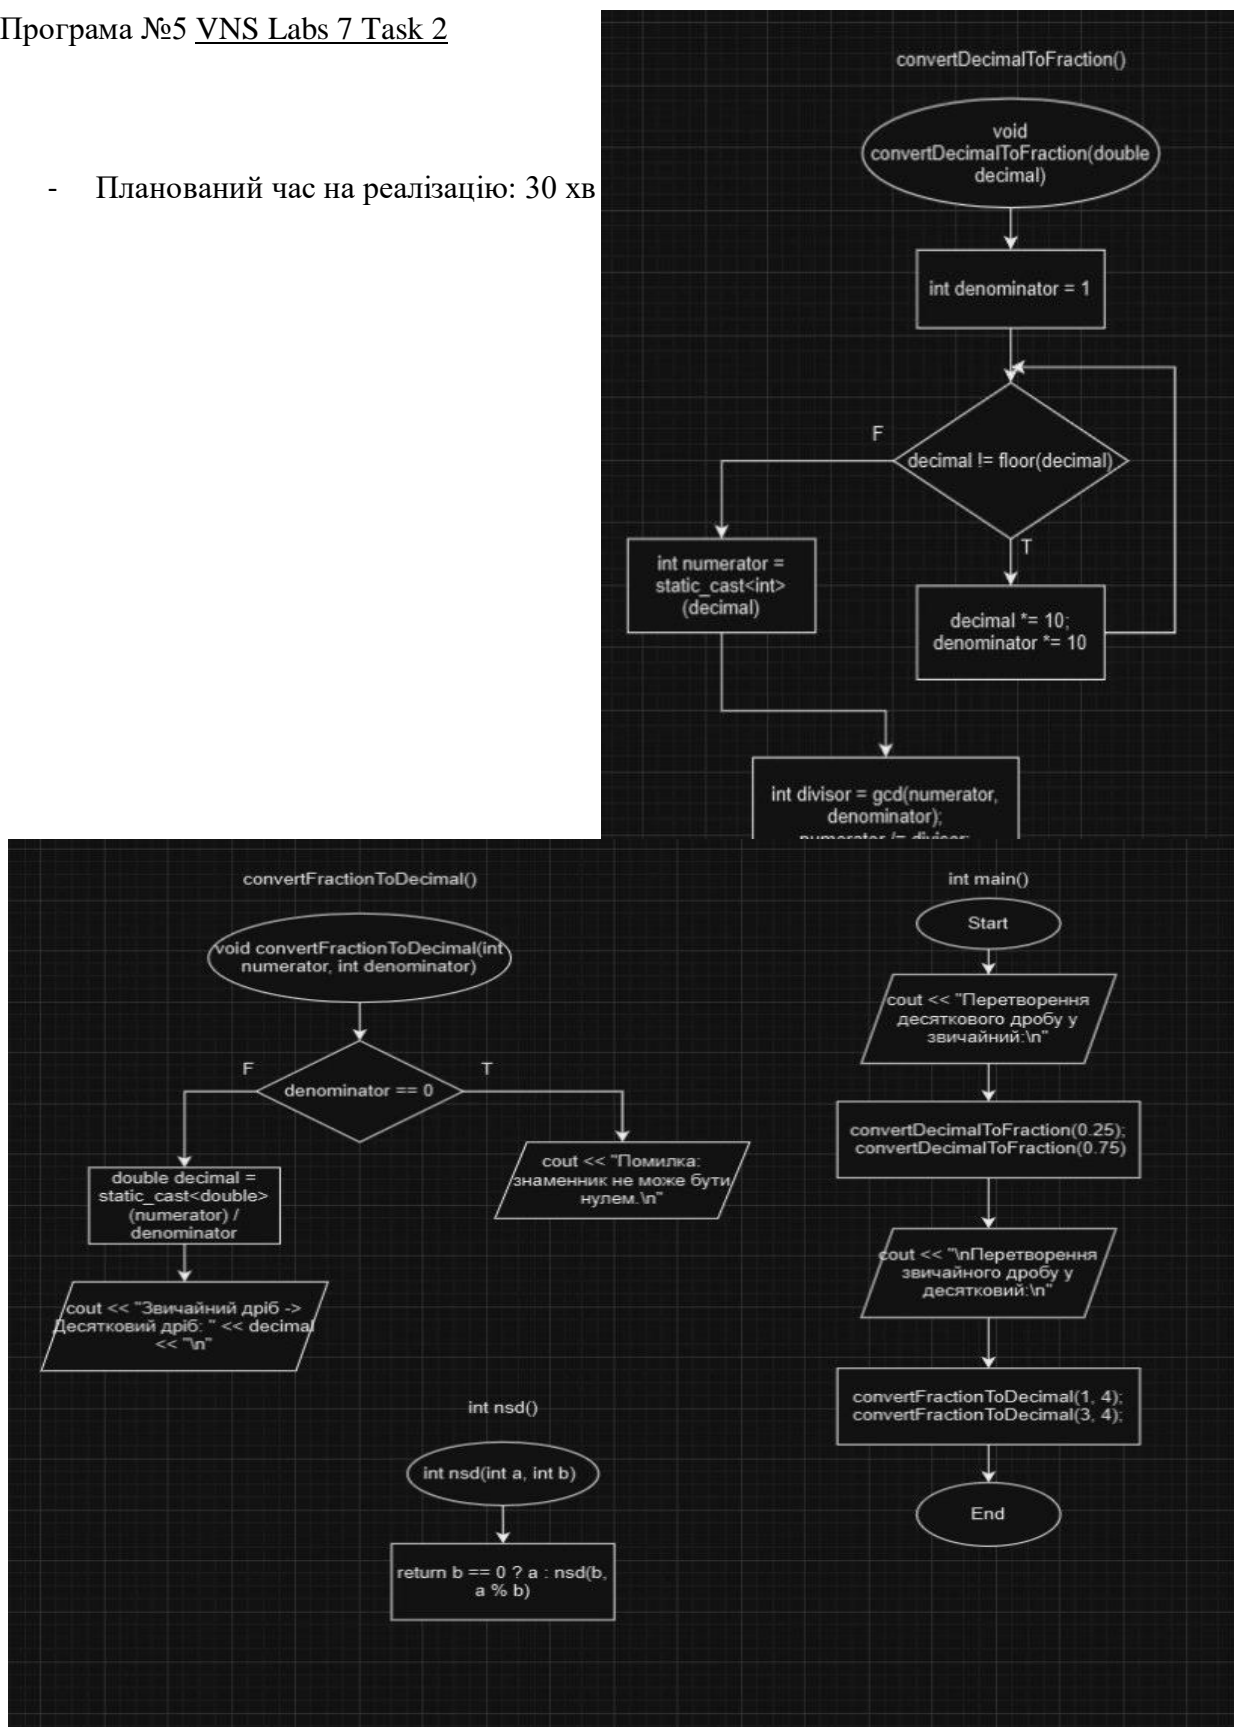 Програма №5 VNS Labs 7 Task 2
- Планований час на реалізацію: 30 хв
convertDecimalToFraction()
void
convertDecimalToFraction(double
decimal)
int denominator = 1
decimal != floor(decimal)
F
T
int numerator =
static_cast<int>
(decimal)
decimal *= 10;
denominator *= 10
int divisor = gcd(numerator,
denominator);
numerator /= divisor;
convertFractionToDecimal()
void convertFractionToDecimal(int
numerator, int denominator)
denominator == 0
F
T
double decimal =
static_cast<double>
(numerator) /
denominator
cout << "Помилка:
знаменник не може бути
нулем.\n"
cout << "Звичайний дріб ->
Десятковий дріб: " << decimal
<< "\n"
int nsd()
int nsd(int a, int b)
return b == 0 ? a : nsd(b,
a % b)
int main()
Start
cout << "Перетворення
десяткового дробу у
звичайний:\n"
convertDecimalToFraction(0.25);
convertDecimalToFraction(0.75)
cout << "\nПеретворення
звичайного дробу у
десятковий:\n"
convertFractionToDecimal(1, 4);
convertFractionToDecimal(3, 4);
End